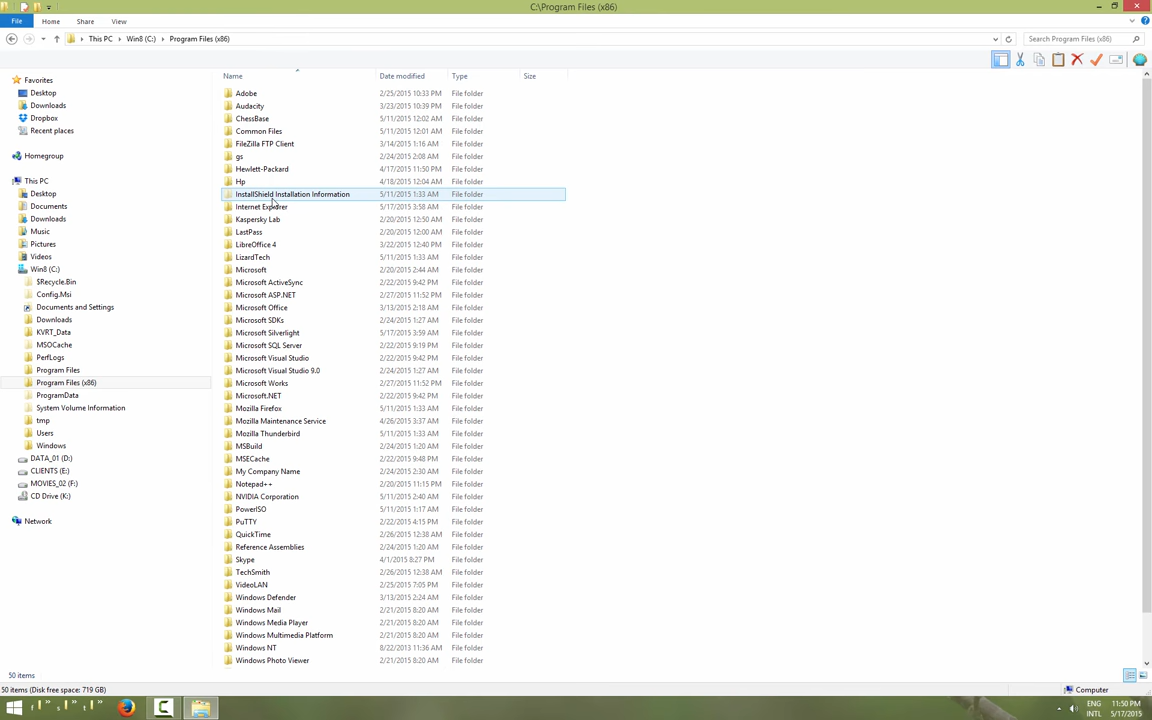 C:\Program Files (x86)
File Home Share View
This PC Win8 (C:) Program Files (x86) Search Program Files (x86)
Name Date modified Type Size
Favorites
Desktop
Downloads
Dropbox
Recent places
Homegroup
This PC
Desktop
Documents
Downloads
Music
Pictures
Videos
Win8 (C:)
$Recycle.Bin
Config.Msi
Documents and Settings
Downloads
KVRT_Data
MSOCache
PerfLogs
Program Files
Program Files (x86)
ProgramData
System Volume Information
tmp
Users
Windows
DATA_01 (D:)
CLIENTS (E:)
MOVIES_02 (F:)
CD Drive (K:)
Network
Adobe 2/25/2015 10:33 PM File folder
Audacity 3/23/2015 10:39 PM File folder
ChessBase 5/11/2015 12:02 AM File folder
Common Files 5/11/2015 12:01 AM File folder
FileZilla FTP Client 3/14/2015 1:16 AM File folder
gs 2/24/2015 2:08 AM File folder
Hewlett-Packard 4/17/2015 11:50 PM File folder
Hp 4/18/2015 12:04 AM File folder
InstallShield Installation Information 5/11/2015 1:33 AM File folder
Internet Explorer 5/17/2015 3:58 AM File folder
Kaspersky Lab 2/20/2015 12:50 AM File folder
LastPass 2/20/2015 12:00 AM File folder
LibreOffice 4 3/22/2015 12:40 PM File folder
LizardTech 5/11/2015 1:33 AM File folder
Microsoft 2/20/2015 2:44 AM File folder
Microsoft ActiveSync 2/22/2015 9:42 PM File folder
Microsoft ASP.NET 2/27/2015 11:52 PM File folder
Microsoft Office 3/13/2015 2:18 AM File folder
Microsoft SDKs 2/24/2015 1:27 AM File folder
Microsoft Silverlight 5/17/2015 3:59 AM File folder
Microsoft SQL Server 2/22/2015 9:19 PM File folder
Microsoft Visual Studio 2/22/2015 9:42 PM File folder
Microsoft Visual Studio 9.0 2/24/2015 1:27 AM File folder
Microsoft Works 2/27/2015 11:52 PM File folder
Microsoft.NET 2/22/2015 9:42 PM File folder
Mozilla Firefox 5/11/2015 1:33 AM File folder
Mozilla Maintenance Service 4/26/2015 3:37 AM File folder
Mozilla Thunderbird 5/11/2015 1:33 AM File folder
MSBuild 2/24/2015 1:20 AM File folder
MSECache 2/22/2015 9:48 PM File folder
My Company Name 2/24/2015 2:30 AM File folder
Notepad++ 2/20/2015 11:15 PM File folder
NVIDIA Corporation 5/11/2015 2:40 AM File folder
PowerISO 5/11/2015 1:17 AM File folder
PuTTY 2/22/2015 4:15 PM File folder
QuickTime 2/26/2015 12:38 AM File folder
Reference Assemblies 2/24/2015 1:20 AM File folder
Skype 4/1/2015 8:27 PM File folder
TechSmith 2/26/2015 12:38 AM File folder
VideoLAN 2/25/2015 7:05 PM File folder
Windows Defender 3/13/2015 2:24 AM File folder
Windows Mail 2/21/2015 8:20 AM File folder
Windows Media Player 2/21/2015 8:20 AM File folder
Windows Multimedia Platform 2/21/2015 8:20 AM File folder
Windows NT 8/22/2013 11:36 AM File folder
Windows Photo Viewer 2/21/2015 8:20 AM File folder
50 items
50 items (Disk free space: 719 GB) Computer
ENG 11:50 PM
INTL 5/17/2015